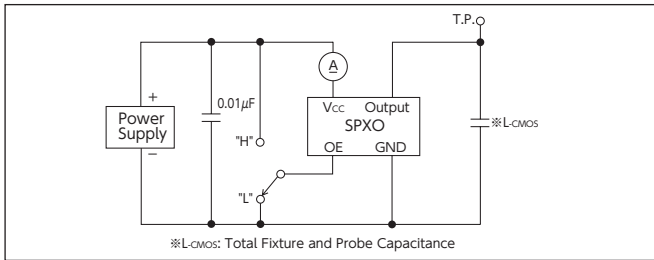 T.P.
A
+
0.01μF
Vcc Output
※L-CMOS
Power
Supply
SPXO
"H"
OE GND
−
"L"
※L-CMOS: Total Fixture and Probe Capacitance